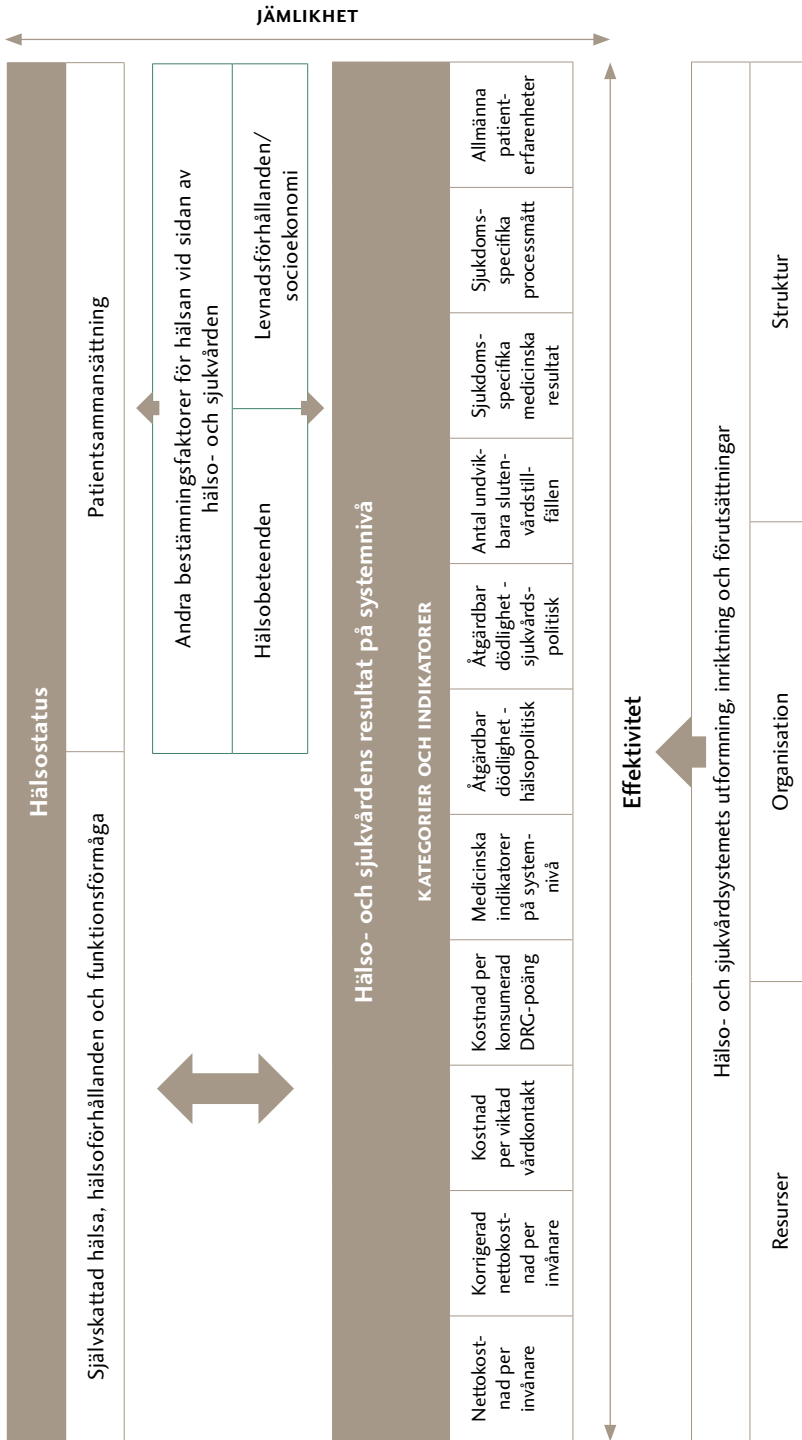 JÄMLIKHET
Hälsostatus
Självskattad hälsa, hälsoförhållanden och funktionsförmåga
Patientsammansättning
Andra bestämningsfaktorer för hälsan vid sidan av
hälso- och sjukvården
Hälsobeteenden
Levnadsförhållanden/
socioekonomi
Hälso- och sjukvårdens resultat på systemnivå
KATEGORIER OCH INDIKATORER
Nettokost-
nad per
invånare
Korrigerad
nettokost-
nad per
invånare
Kostnad
per viktad
vårdkontakt
Kostnad per
konsumerad
DRG-poäng
Medicinska
indikatorer
på system-
nivå
Åtgärdbar
dödlighet -
hälsopolitisk
Åtgärdbar
dödlighet -
sjukvårds-
politisk
Antal undvik-
bara sluten-
vårdstill-
fällen
Sjukdoms-
specifika
medicinska
resultat
Sjukdoms-
specifika
processmått
Allmänna
patient-
erfarenheter
Effektivitet
Hälso- och sjukvårdsystemets utformning, inriktning och förutsättningar
Resurser
Organisation
Struktur